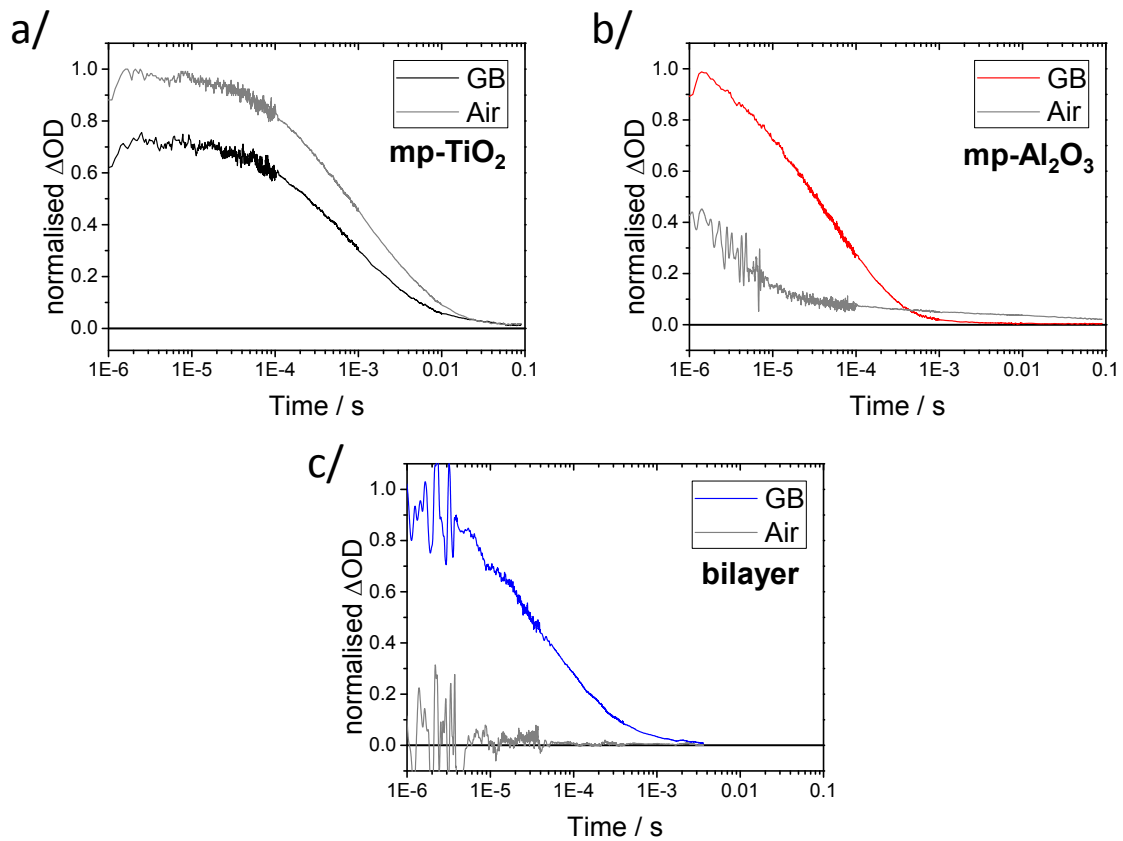 a/
normalised ΔOD
1.0
0.8
0.6
0.4
0.2
0.0
GB
Air
mp-TiO₂
1E-6 1E-5 1E-4 1E-3 0.01 0.1
Time / s
b/
normalised ΔOD
1.0
0.8
0.6
0.4
0.2
0.0
GB
Air
mp-Al₂O₃
1E-6 1E-5 1E-4 1E-3 0.01 0.1
Time / s
c/
normalised ΔOD
1.0
0.8
0.6
0.4
0.2
0.0
GB
Air
bilayer
1E-6 1E-5 1E-4 1E-3 0.01 0.1
Time / s